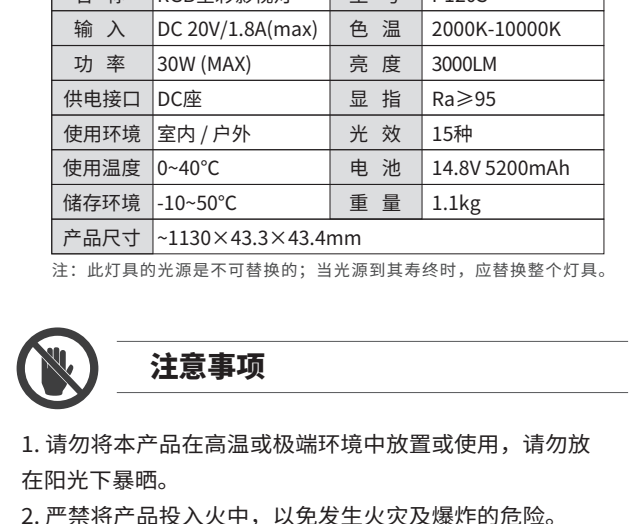 输 入 DC 20V/1.8A(max) 色 温 2000K-10000K
功 率 30W (MAX) 亮 度 3000LM
供电接口 DC座 显 指 Ra≥95
使用环境 室内 / 户外 光 效 15种
使用温度 0~40℃ 电 池 14.8V 5200mAh
储存环境 -10~50℃ 重 量 1.1kg
产品尺寸 ~1130×43.3×43.4mm
注：此灯具的光源是不可替换的；当光源到其寿终时，应替换整个灯具。
注意事项
1. 请勿将本产品在高温或极端环境中放置或使用，请勿放
在阳光下暴晒。
2. 严禁将产品投入火中，以免发生火灾及爆炸的危险。